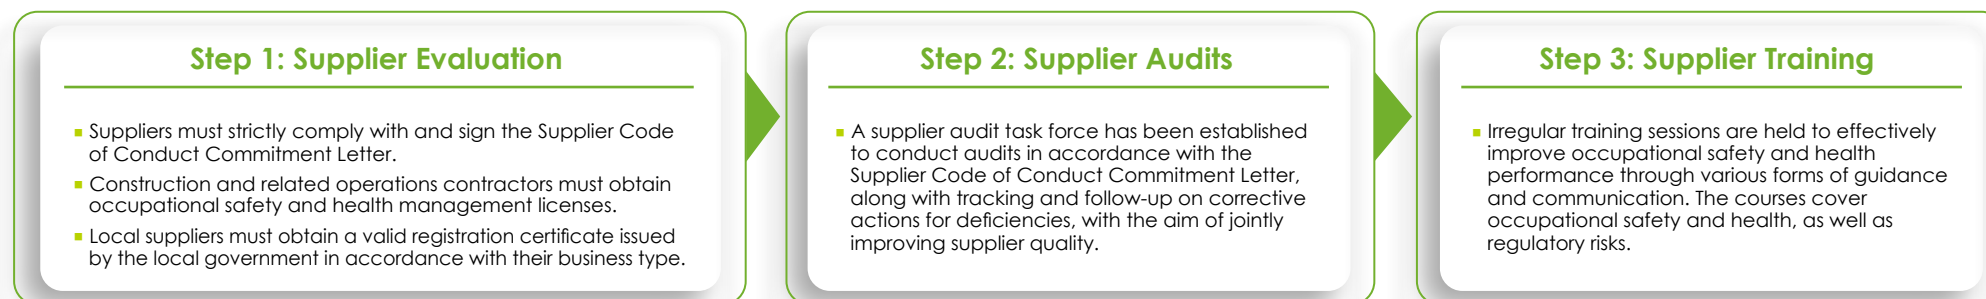 Step 1: Supplier Evaluation
Suppliers must strictly comply with and sign the Supplier Code
of Conduct Commitment Letter.
Construction and related operations contractors must obtain
occupational safety and health management licenses.
Local suppliers must obtain a valid registration certificate issued
by the local government in accordance with their business type.
Step 2: Supplier Audits
A supplier audit task force has been established
to conduct audits in accordance with the
Supplier Code of Conduct Commitment Letter,
along with tracking and follow-up on corrective
actions for deficiencies, with the aim of jointly
improving supplier quality.
Step 3: Supplier Training
Irregular training sessions are held to effectively
improve occupational safety and health
performance through various forms of guidance
and communication. The courses cover
occupational safety and health, as well as
regulatory risks.